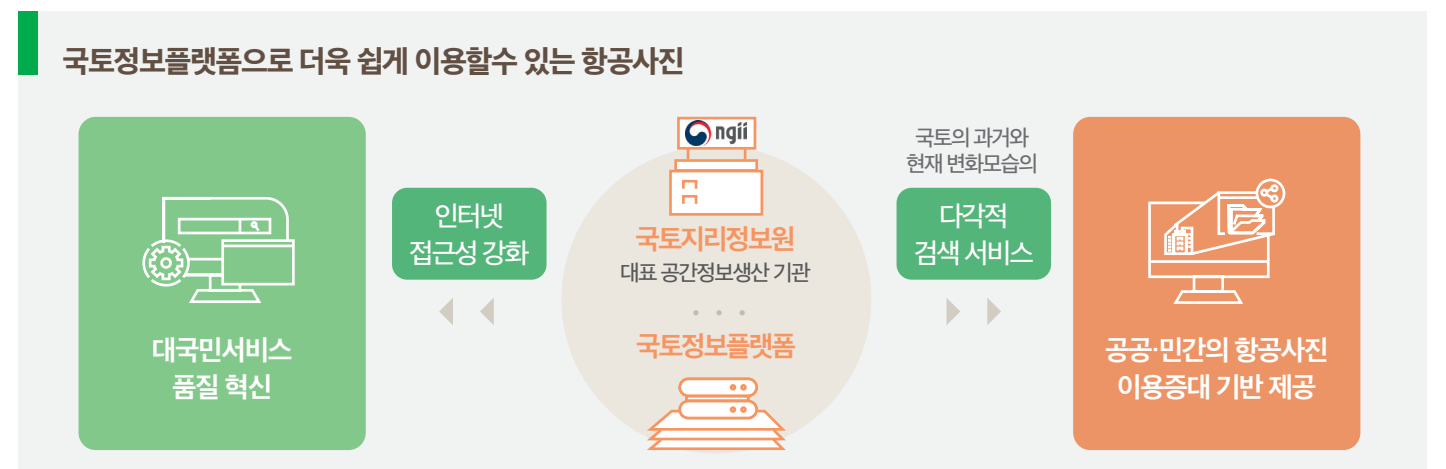 국토정보플랫폼으로 더욱 쉽게 이용할수 있는 항공사진
대국민서비스
품질 혁신
인터넷
접근성 강화
ngii
국토지리정보원
대표 공간정보생산 기관
국토정보플랫폼
국토의 과거와
현재 변화모습의
다각적
검색 서비스
공공·민간의 항공사진
이용증대 기반 제공